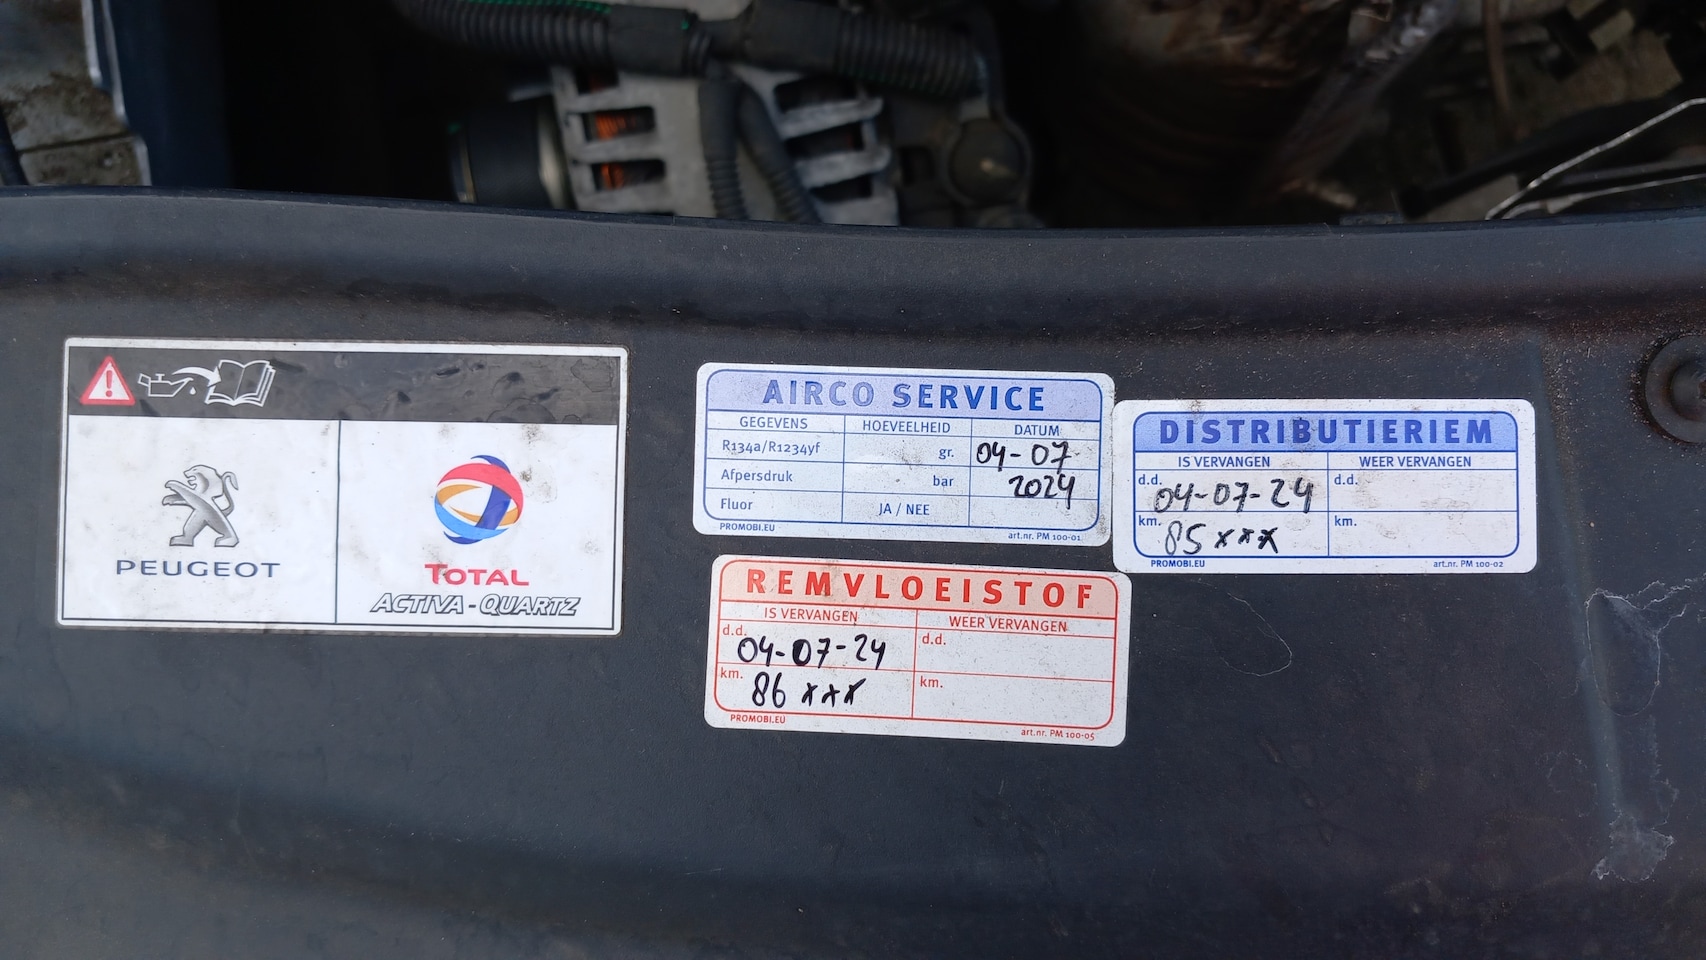 PEUGEOT
TOTAL
ACTIVA - QUARTZ
AIRCO SERVICE
GEGEVENS HOEVEELHEID DATUM
R134a/R1234yf gr. 04-07
Afpersdruk bar 2024
Fluor JA / NEE
PROMOBI.EU art.nr. PM 100-01
DISTRIBUTIERIEM
IS VERVANGEN WEER VERVANGEN
d.d. 04-07-24 d.d.
km. 85 xxx km.
PROMOBI.EU art.nr. PM 100-02
REMVLOEISTOF
IS VERVANGEN WEER VERVANGEN
d.d. 04-07-24 d.d.
km. 86 xxx km.
PROMOBI.EU art.nr. PM 100-05